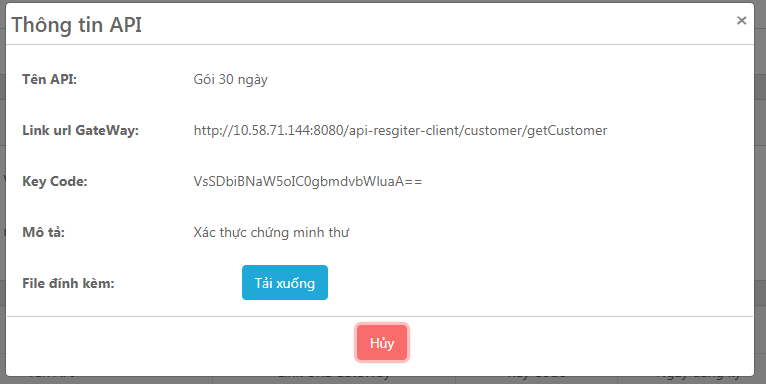 Thông tin API
×
Tên API: Gói 30 ngày
Link url GateWay: http://10.58.71.144:8080/api-resgiter-client/customer/getCustomer
Key Code: VsSDbiBNaW5oIC0gbmdvbWluaA==
Mô tả: Xác thực chứng minh thư
File đính kèm: Tải xuống
Hủy